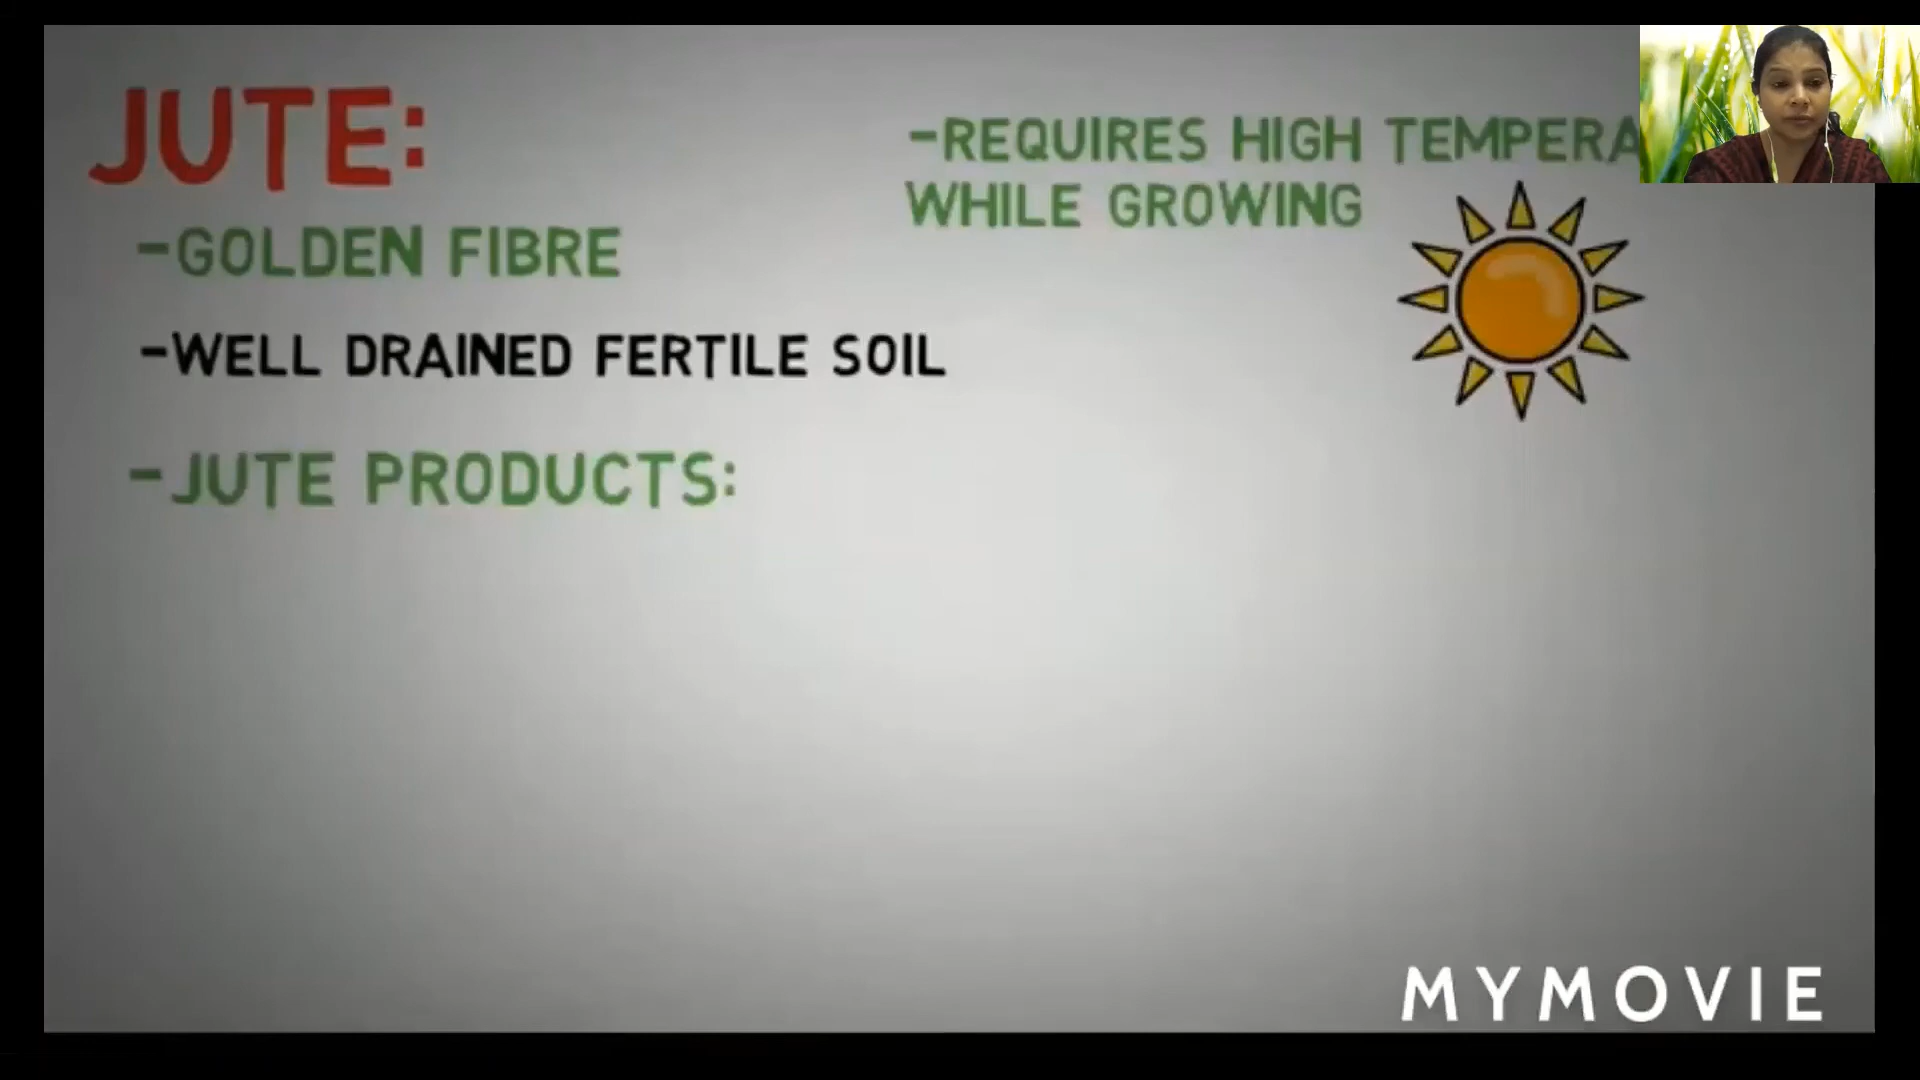 JUTE:
-GOLDEN FIBRE
-WELL DRAINED FERTILE SOIL
-JUTE PRODUCTS:
-REQUIRES HIGH
WHILE GROWING
MYMOVIE